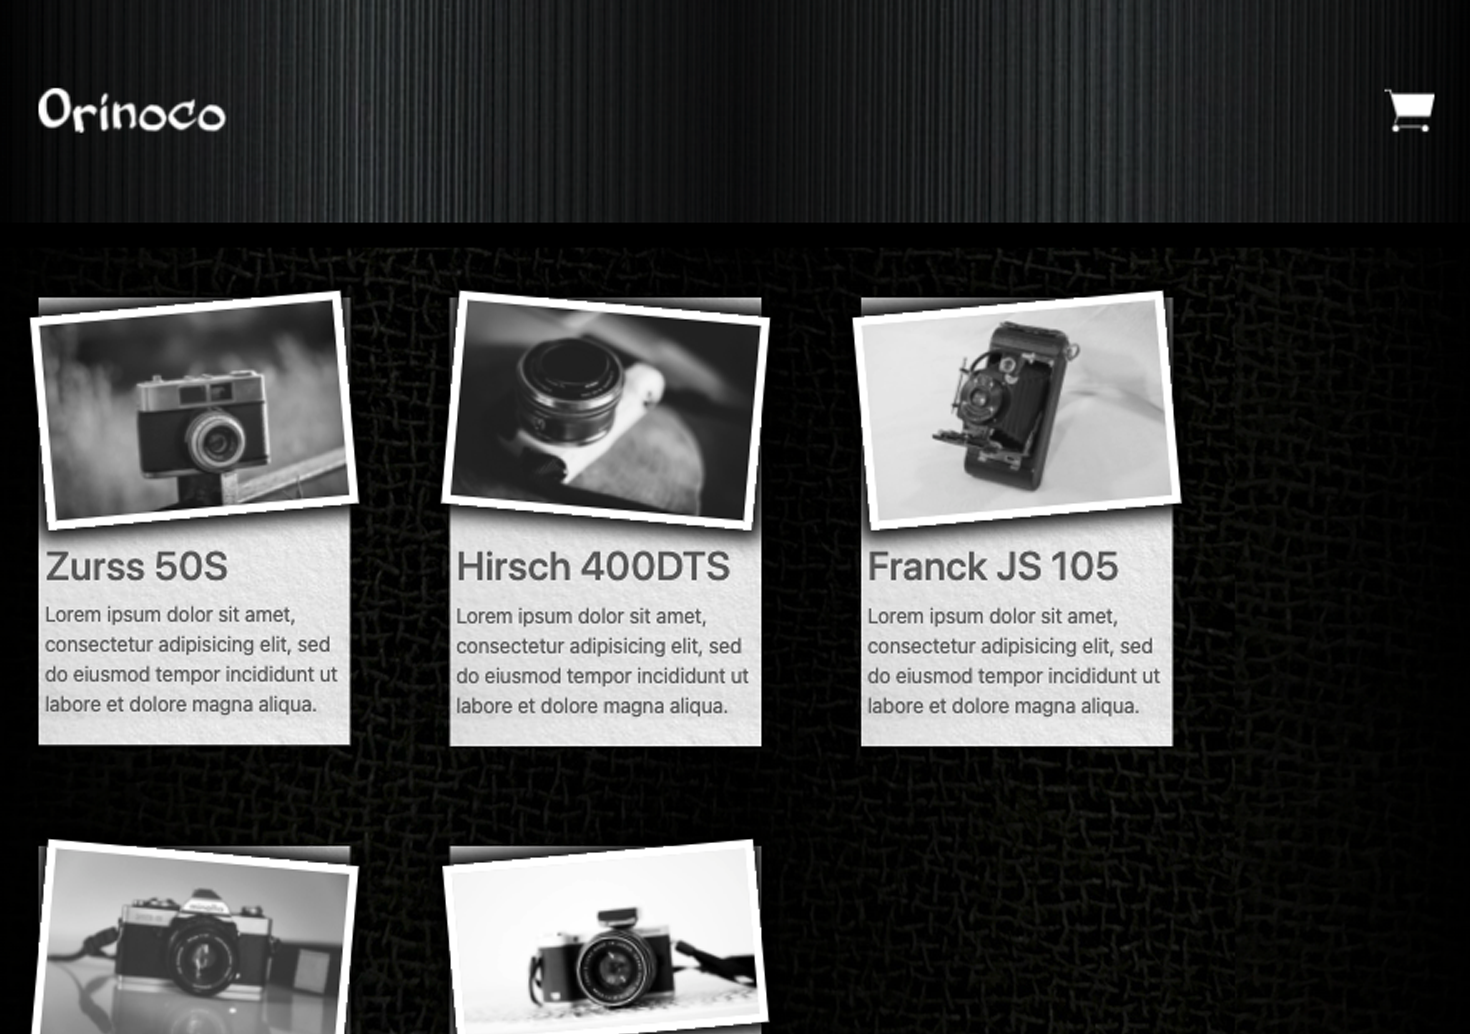 Orinoco
Zurss 50S
Lorem ipsum dolor sit amet,
consectetur adipisicing elit, sed
do eiusmod tempor incididunt ut
labore et dolore magna aliqua.
Hirsch 400DTS
Lorem ipsum dolor sit amet,
consectetur adipisicing elit, sed
do eiusmod tempor incididunt ut
labore et dolore magna aliqua.
Franck JS 105
Lorem ipsum dolor sit amet,
consectetur adipisicing elit, sed
do eiusmod tempor incididunt ut
labore et dolore magna aliqua.